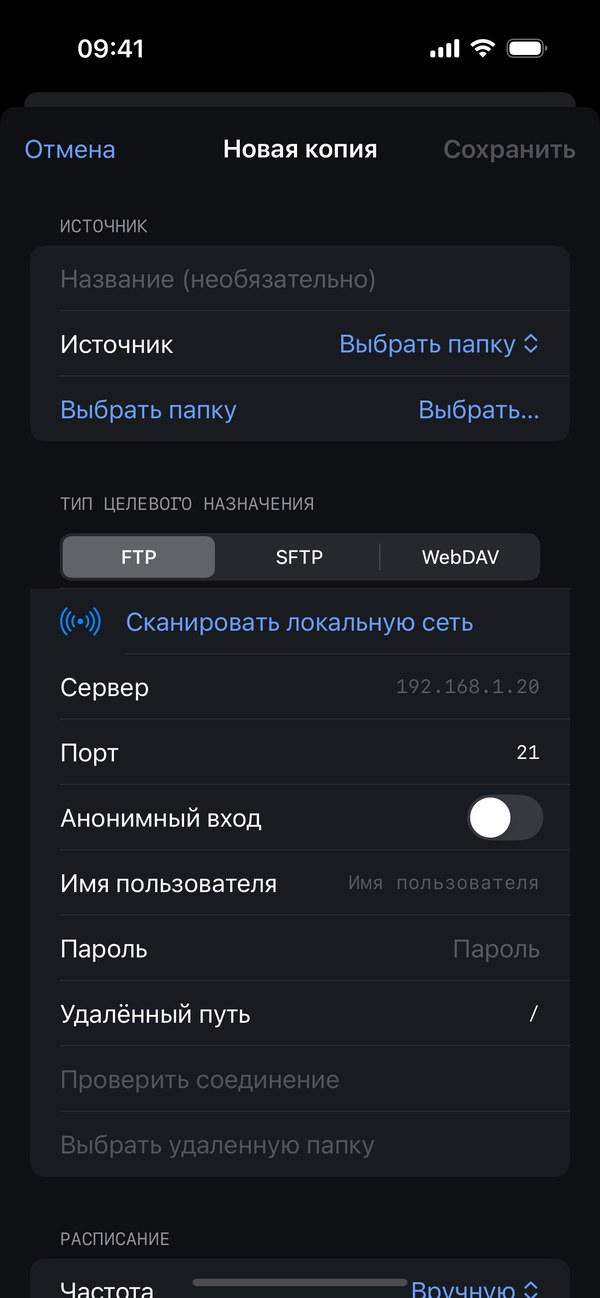 09:41
Отмена Новая копия Сохранить
ИСТОЧНИК
Название (необязательно)
Источник Выбрать папку
Выбрать папку Выбрать...
ТИП ЦЕЛЕВОГО НАЗНАЧЕНИЯ
FTP SFTP WebDAV
Сканировать локальную сеть
Сервер 192.168.1.20
Порт 21
Анонимный вход
Имя пользователя Имя пользователя
Пароль Пароль
Удалённый путь /
Проверить соединение
Выбрать удаленную папку
РАСПИСАНИЕ
Частота Вручную